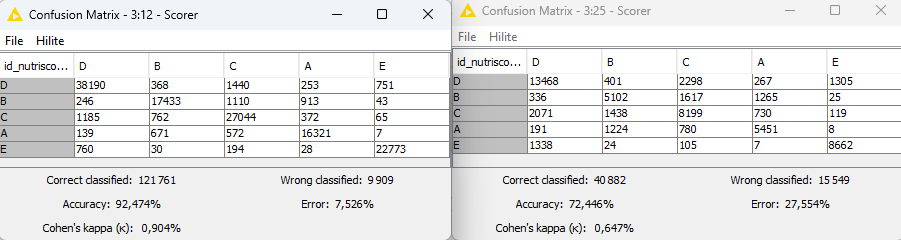 Confusion Matrix - 3:12 - Scorer
File Hilite
id_nutrisco... D B C A E
D 38190 368 1440 253 751
B 246 17433 1110 913 43
C 1185 762 27044 372 65
A 139 671 572 16321 7
E 760 30 194 28 22773
Correct classified: 121 761 Wrong classified: 9 909
Accuracy: 92,474% Error: 7,526%
Cohen's kappa (κ): 0,904%
Confusion Matrix - 3:25 - Scorer
File Hilite
id_nutrisco... D B C A E
D 13468 401 2298 267 1305
B 336 5102 1617 1265 25
C 2071 1438 8199 730 119
A 191 1224 780 5451 8
E 1338 24 105 7 8662
Correct classified: 40 882 Wrong classified: 15 549
Accuracy: 72,446% Error: 27,554%
Cohen's kappa (κ): 0,647%